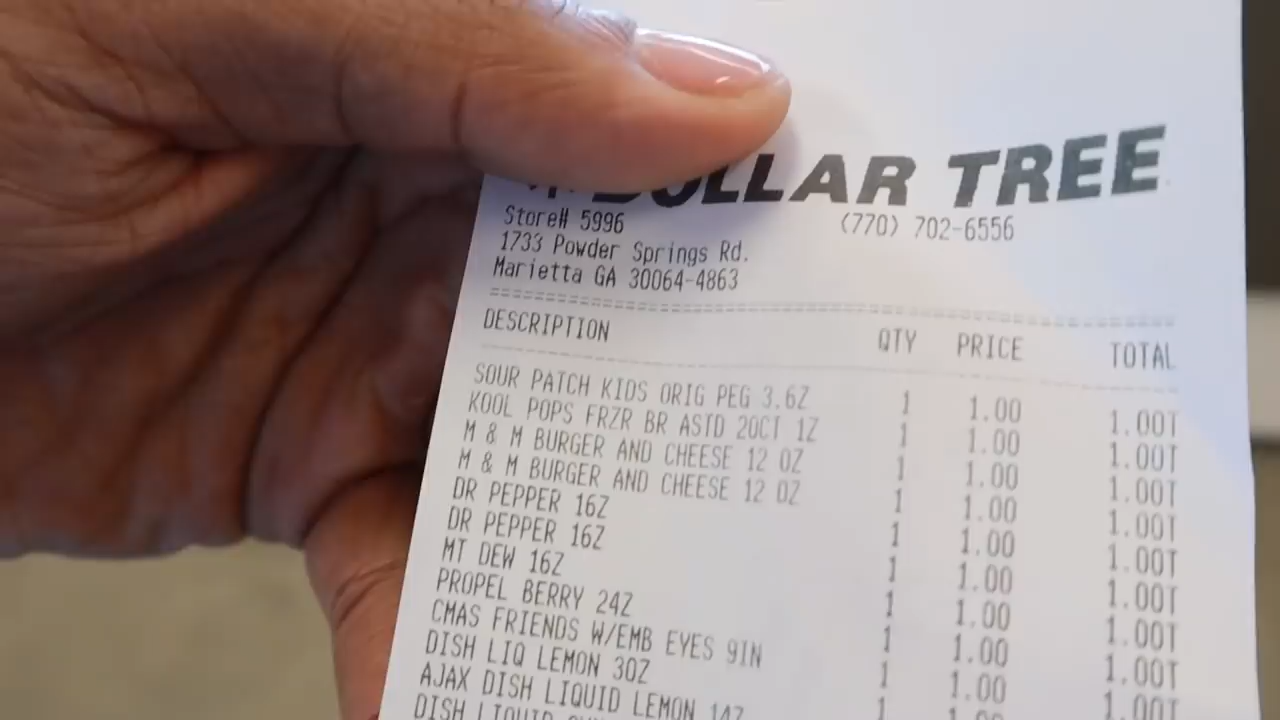 DOLLAR TREE
Store# 5996 (770) 702-6556
1733 Powder Springs Rd.
Marietta GA 30064-4863
DESCRIPTION QTY PRICE TOTAL
SOUR PATCH KIDS ORIG PEG 3.6Z 1 1.00 1.00T
KOOL POPS FRZR BR ASTD 20CT 1Z 1 1.00 1.00T
M & M BURGER AND CHEESE 12 OZ 1 1.00 1.00T
M & M BURGER AND CHEESE 12 OZ 1 1.00 1.00T
DR PEPPER 16Z 1 1.00 1.00T
DR PEPPER 16Z 1 1.00 1.00T
MT DEW 16Z 1 1.00 1.00T
PROPEL BERRY 24Z 1 1.00 1.00T
CMAS FRIENDS W/EMB EYES 9IN 1 1.00 1.00T
DISH LIQ LEMON 30Z 1 1.00 1.00T
AJAX DISH LIQUID LEMON 14Z
DISH LIQUID